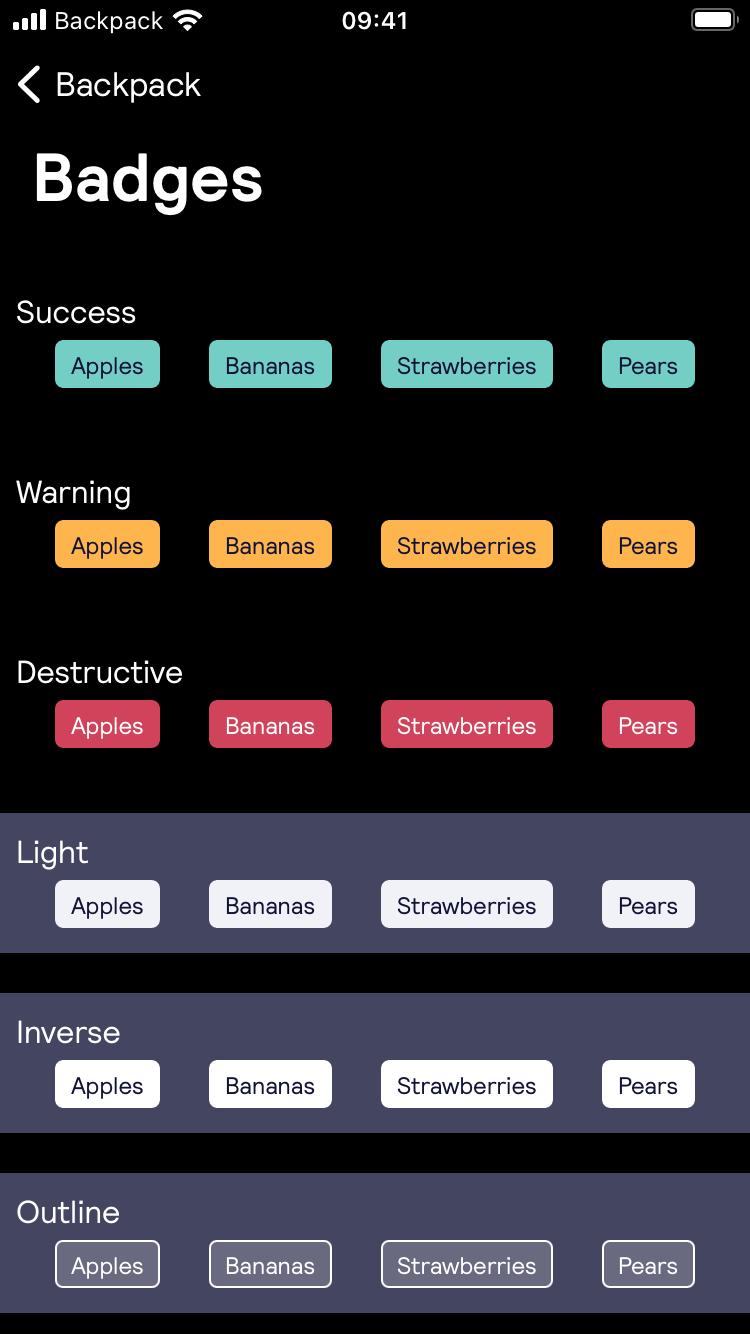 Backpack 09:41
Backpack
Badges
Success
Apples Bananas Strawberries Pears
Warning
Apples Bananas Strawberries Pears
Destructive
Apples Bananas Strawberries Pears
Light
Apples Bananas Strawberries Pears
Inverse
Apples Bananas Strawberries Pears
Outline
Apples Bananas Strawberries Pears